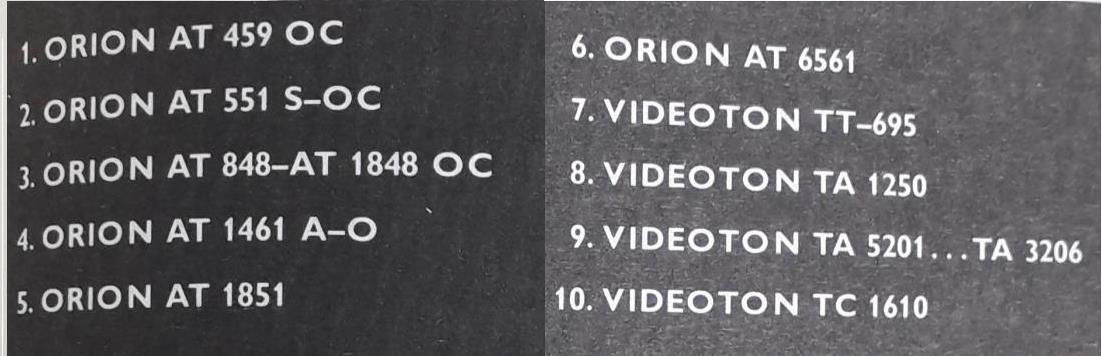 1. ORION AT 459 OC
2. ORION AT 551 S–OC
3. ORION AT 848–AT 1848 OC
4. ORION AT 1461 A–O
5. ORION AT 1851
6. ORION AT 6561
7. VIDEOTON TT–695
8. VIDEOTON TA 1250
9. VIDEOTON TA 5201...TA 3206
10. VIDEOTON TC 1610